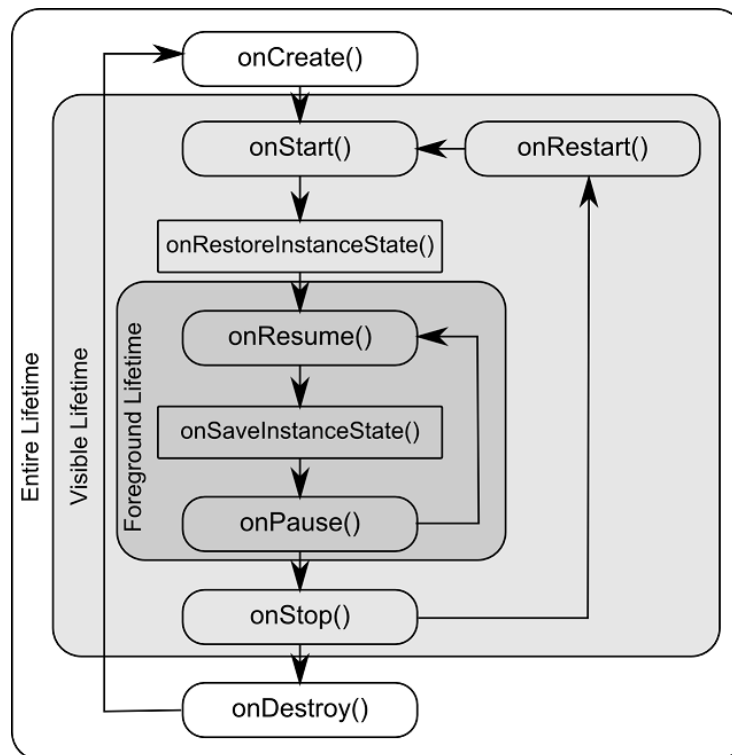 onCreate()
onStart()
onRestart()
onRestoreInstanceState()
onResume()
onSaveInstanceState()
onPause()
onStop()
onDestroy()
Entire Lifetime
Visible Lifetime
Foreground Lifetime